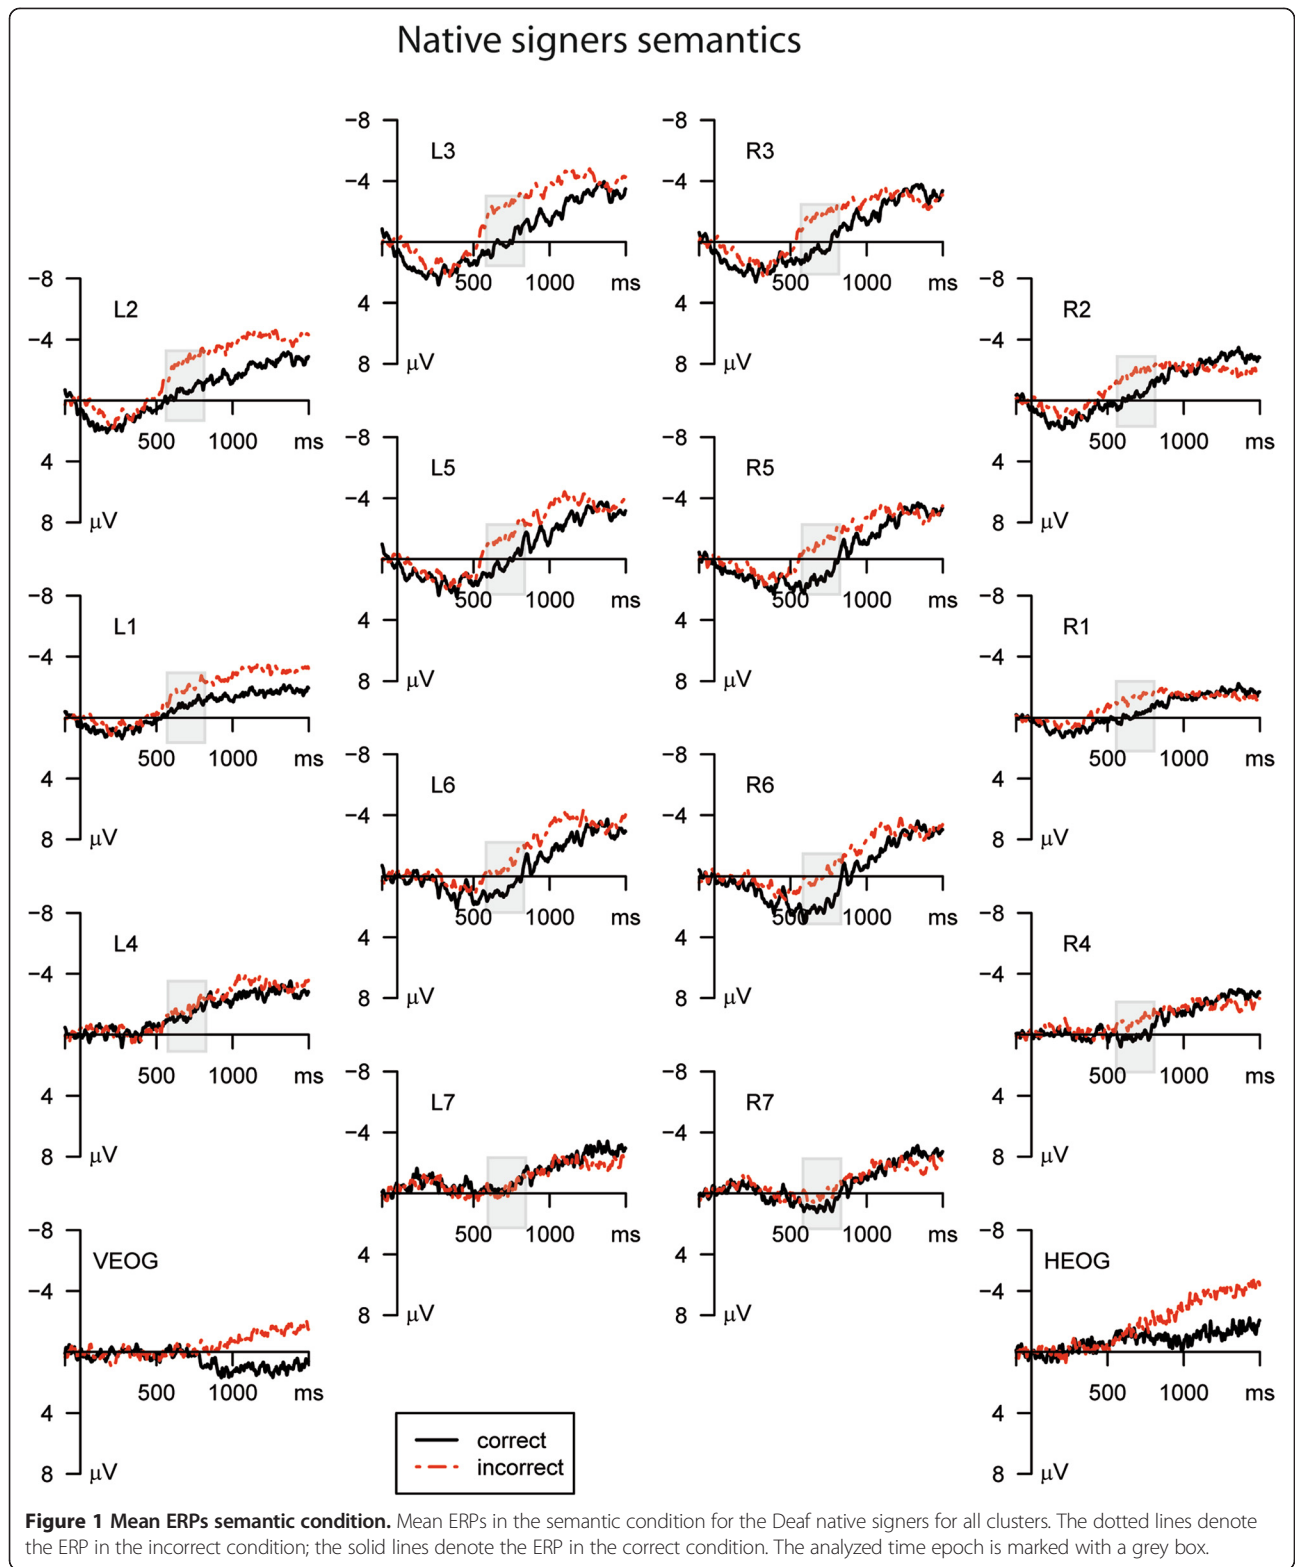 Native signers semantics
−8
−4
L3
500
1000
ms
4
8
μV
−8
−4
R3
500
1000
ms
4
8
μV
−8
−4
L2
500
1000
ms
4
8
μV
−8
−4
R2
500
1000
ms
4
8
μV
−8
−4
L5
500
1000
ms
4
8
μV
−8
−4
R5
500
1000
ms
4
8
μV
−8
−4
L1
500
1000
ms
4
8
μV
−8
−4
R1
500
1000
ms
4
8
μV
−8
−4
L6
500
1000
ms
4
8
μV
−8
−4
R6
500
1000
ms
4
8
μV
−8
−4
L4
500
1000
ms
4
8
μV
−8
−4
R4
500
1000
ms
4
8
μV
−8
−4
L7
500
1000
ms
4
8
μV
−8
−4
R7
500
1000
ms
4
8
μV
−8
−4
VEOG
500
1000
ms
4
8
μV
−8
−4
HEOG
500
1000
ms
4
8
μV
correct
incorrect
Figure 1 Mean ERPs semantic condition. Mean ERPs in the semantic condition for the Deaf native signers for all clusters. The dotted lines denote
the ERP in the incorrect condition; the solid lines denote the ERP in the correct condition. The analyzed time epoch is marked with a grey box.